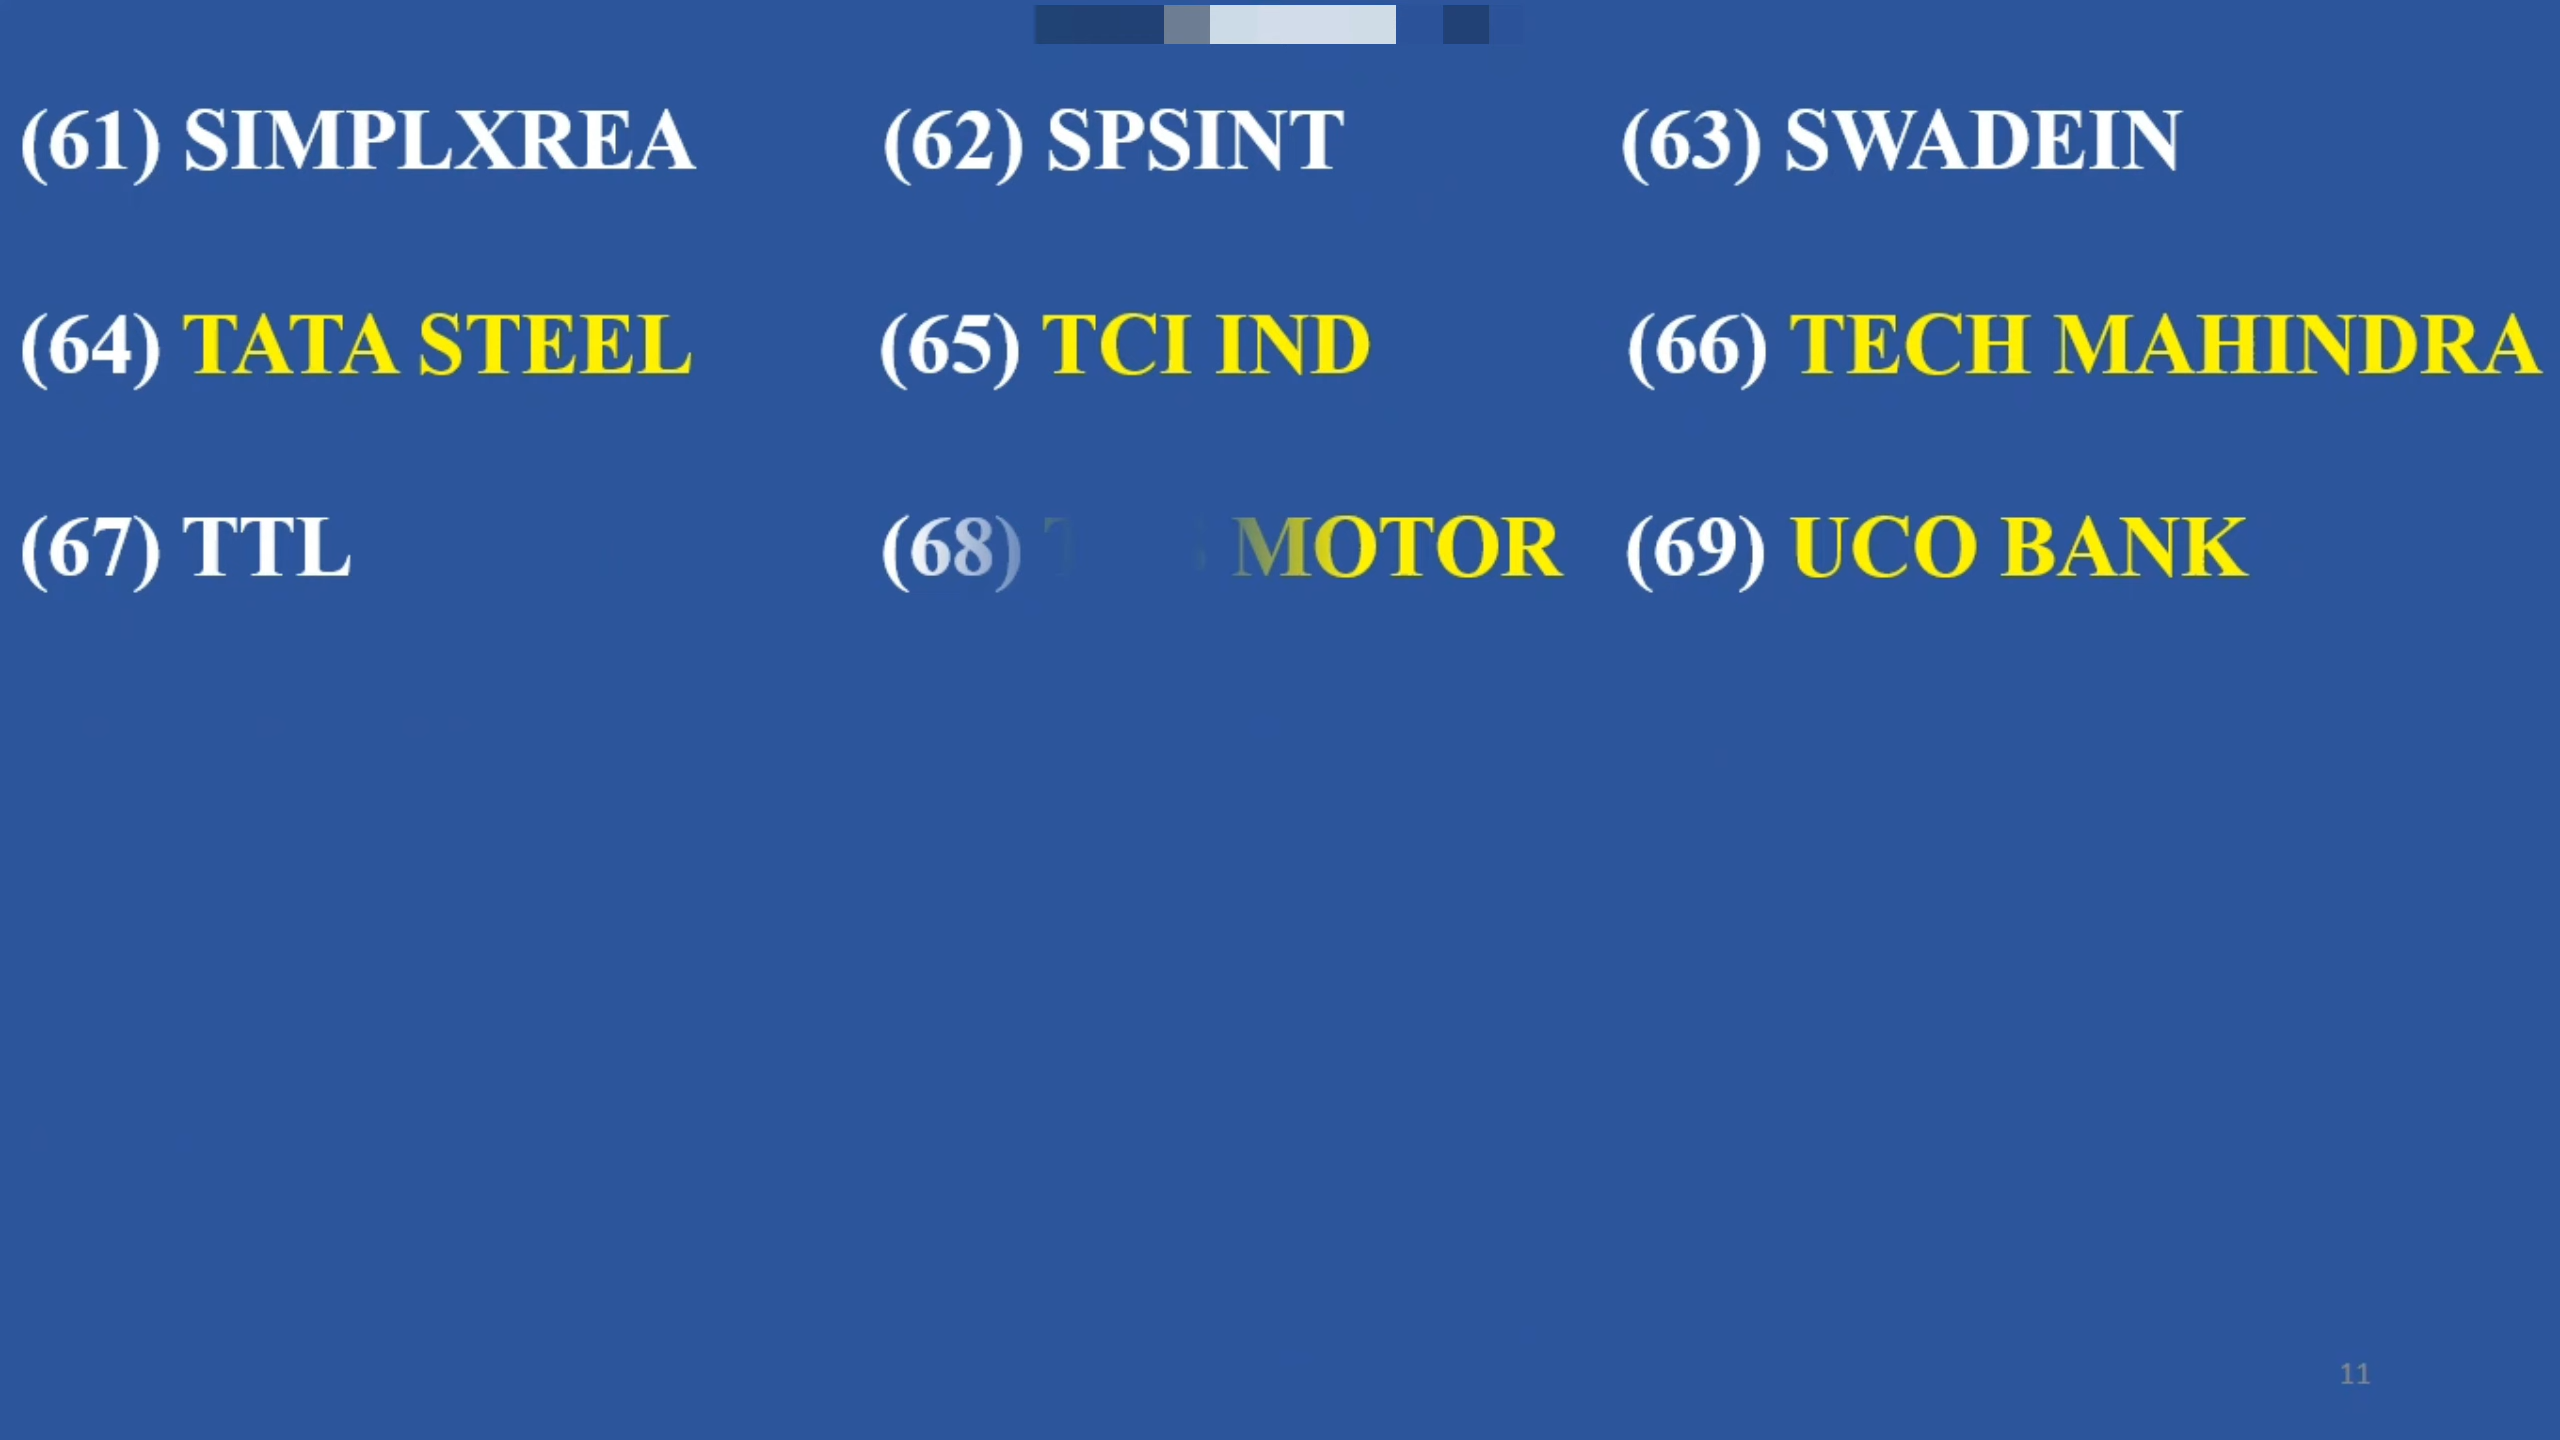 (61) SIMPLXREA (62) SPSINT (63) SWADEIN
(64) TATA STEEL (65) TCI IND (66) TECH MAHINDRA
(67) TTL (68) MOTOR (69) UCO BANK
11